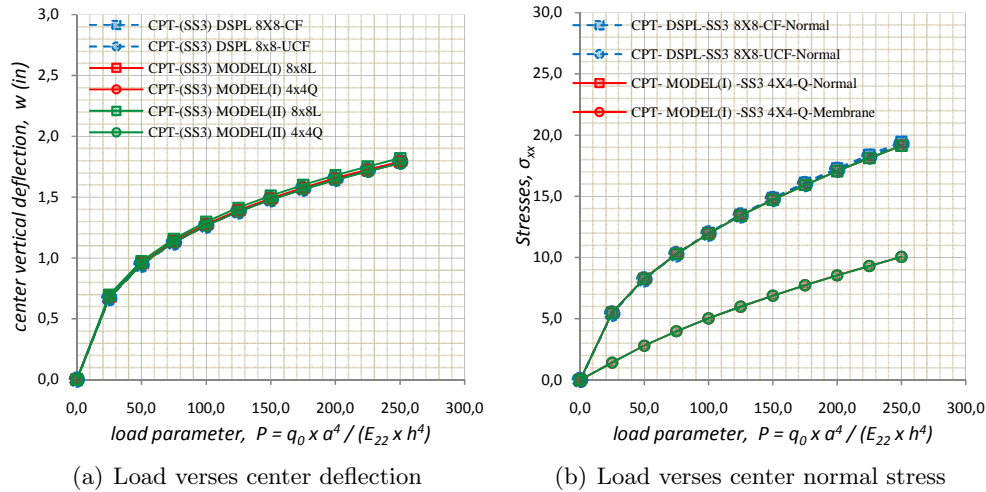 3,0
2,5
2,0
1,5
1,0
0,5
0,0
center vertical deflection, w (in)
CPT-(SS3) DSPL 8X8-CF
CPT-(SS3) DSPL 8x8-UCF
CPT-(SS3) MODEL(I) 8x8L
CPT-(SS3) MODEL(I) 4x4Q
CPT-(SS3) MODEL(II) 8x8L
CPT-(SS3) MODEL(II) 4x4Q
0,0 50,0 100,0 150,0 200,0 250,0 300,0
load parameter, P = q₀ x a⁴ / (E₂₂ x h⁴)
(a) Load verses center deflection
30,0
25,0
20,0
15,0
10,0
5,0
0,0
Stresses, σₓₓ
CPT- DSPL-SS3 8X8-CF-Normal
CPT- DSPL-SS3 8X8-UCF-Normal
CPT- MODEL(I) -SS3 4X4-Q-Normal
CPT- MODEL(I) -SS3 4X4-Q-Membrane
0,0 50,0 100,0 150,0 200,0 250,0 300,0
load parameter, P = q₀ x a⁴ / (E₂₂ x h⁴)
(b) Load verses center normal stress